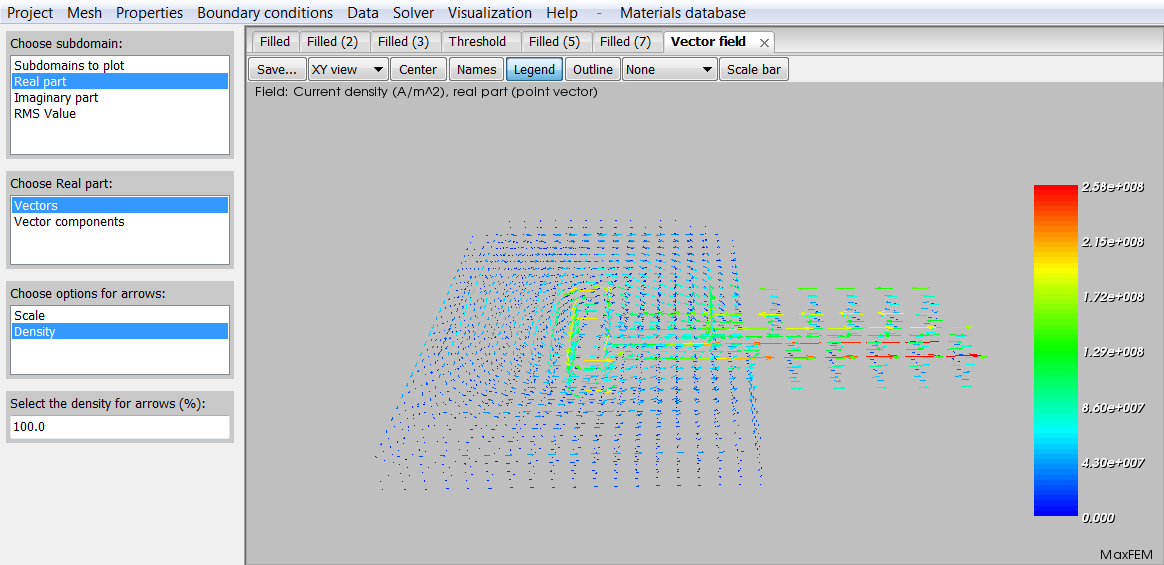 Project Mesh Properties Boundary conditions Data Solver Visualization Help - Materials database
Choose subdomain:
Subdomains to plot
Real part
Imaginary part
RMS Value
Choose Real part:
Vectors
Vector components
Choose options for arrows:
Scale
Density
Select the density for arrows (%):
100.0
Filled Filled (2) Filled (3) Threshold Filled (5) Filled (7) Vector field
Save... XY view Center Names Legend Outline None Scale bar
Field: Current density (A/m^2), real part (point vector)
2.58e+008
2.15e+008
1.72e+008
1.29e+008
8.60e+007
4.30e+007
0.000
MaxFEM